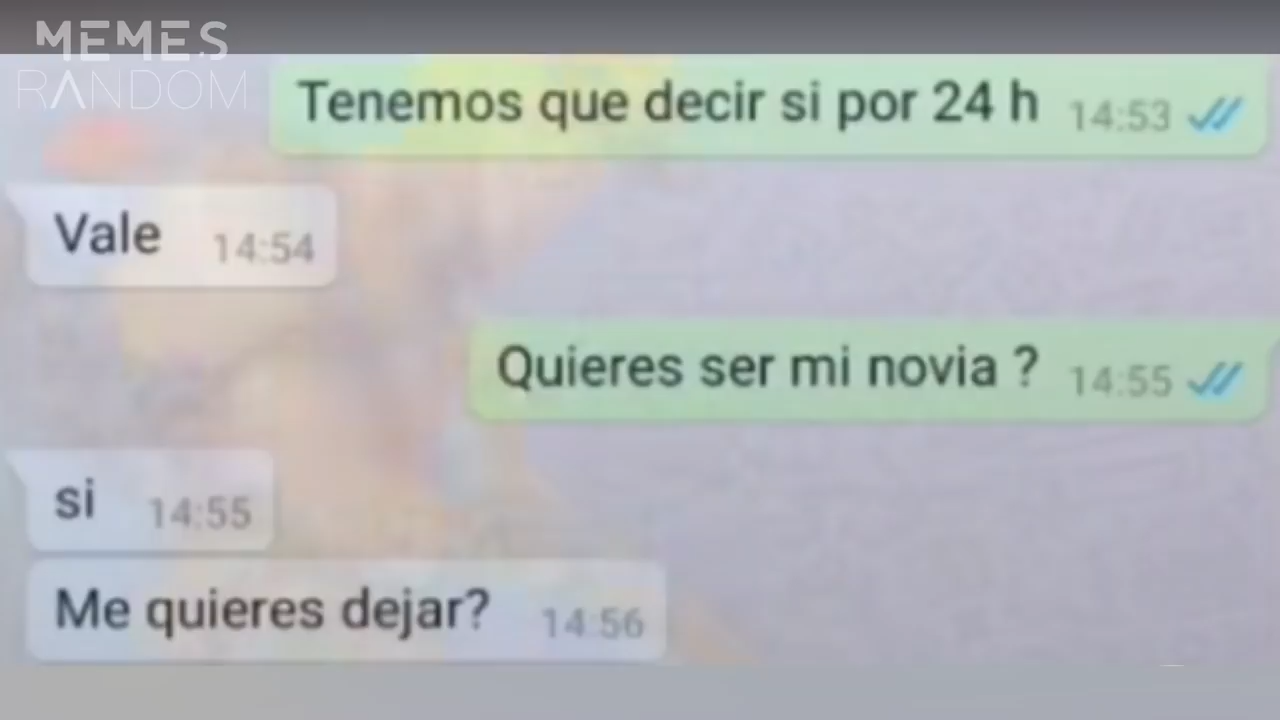 MEMES
RANDOM
Tenemos que decir si por 24 h 14:53
Vale 14:54
Quieres ser mi novia ? 14:55
si 14:55
Me quieres dejar? 14:56